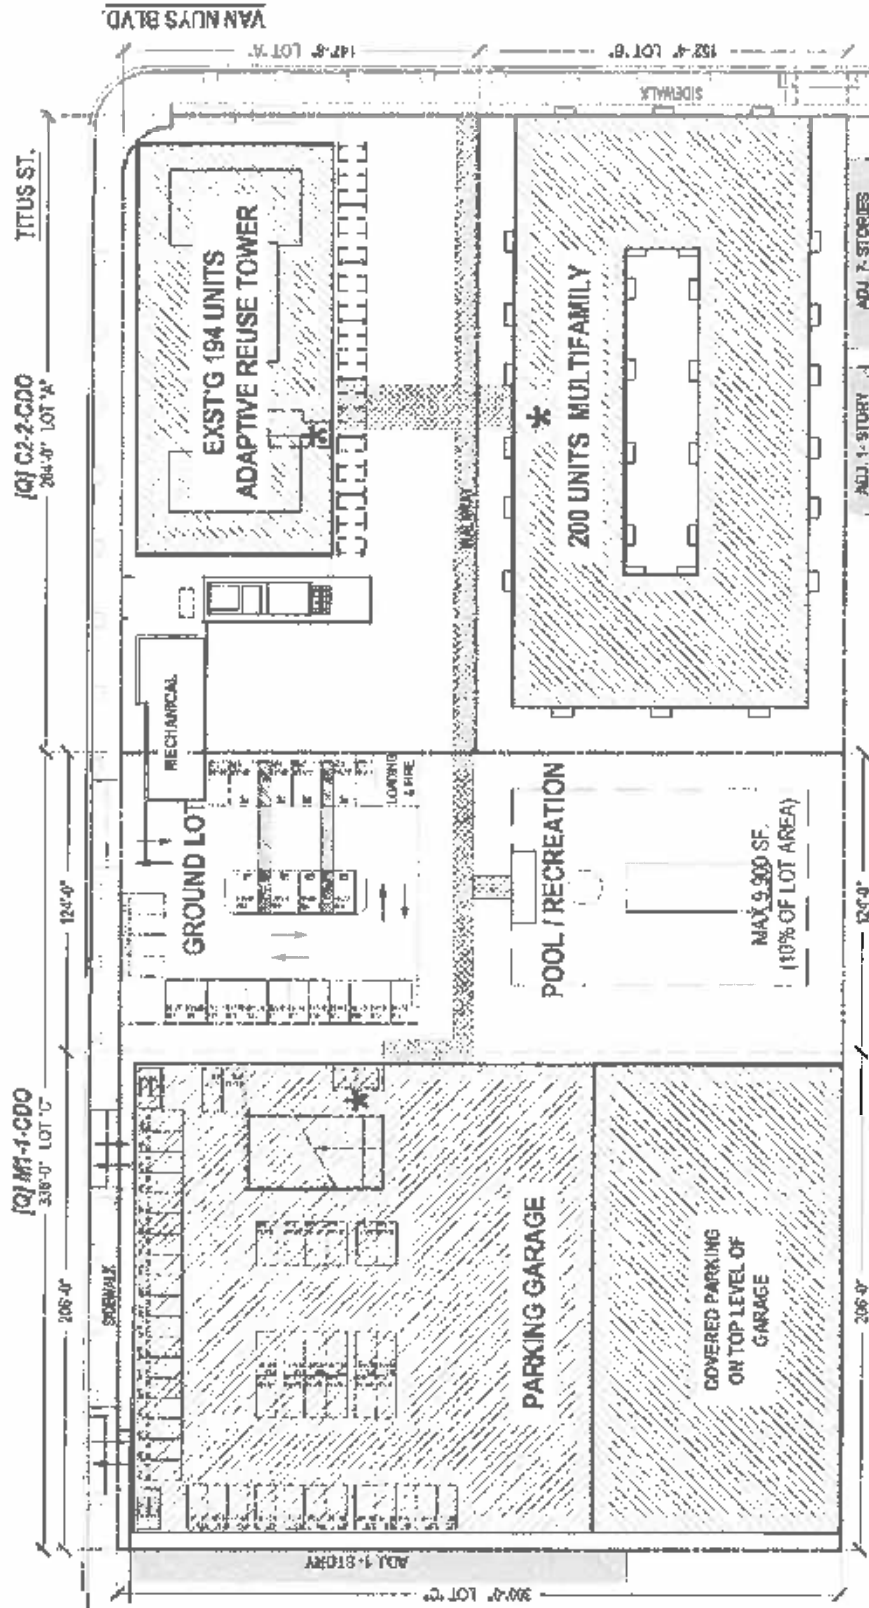 VAN NUYS BLVD.
147'-8" LOT 'A'
152'-4" LOT 'B'
SIDEWALK
TITUS ST.
[Q] C2-2-CDO
264'-0" LOT 'A'
EXST'G 194 UNITS
ADAPTIVE REUSE TOWER
200 UNITS MULTIFAMILY
WALKWAY
ADJ. 7- STORIES
ADJ. 1- STORY
MECHANICAL
GROUND LOT
LOADING
& FIRE
124'-0"
POOL / RECREATION
MAX 9,900 SF.
(10% OF LOT AREA)
124'-0"
[Q] M1-1-CDO
LOT 'C'
206'-0"
SIDEWALK
PARKING GARAGE
COVERED PARKING
ON TOP LEVEL OF
GARAGE
206'-0"
ADJ. 1- STORY
300'-0" LOT 'C'